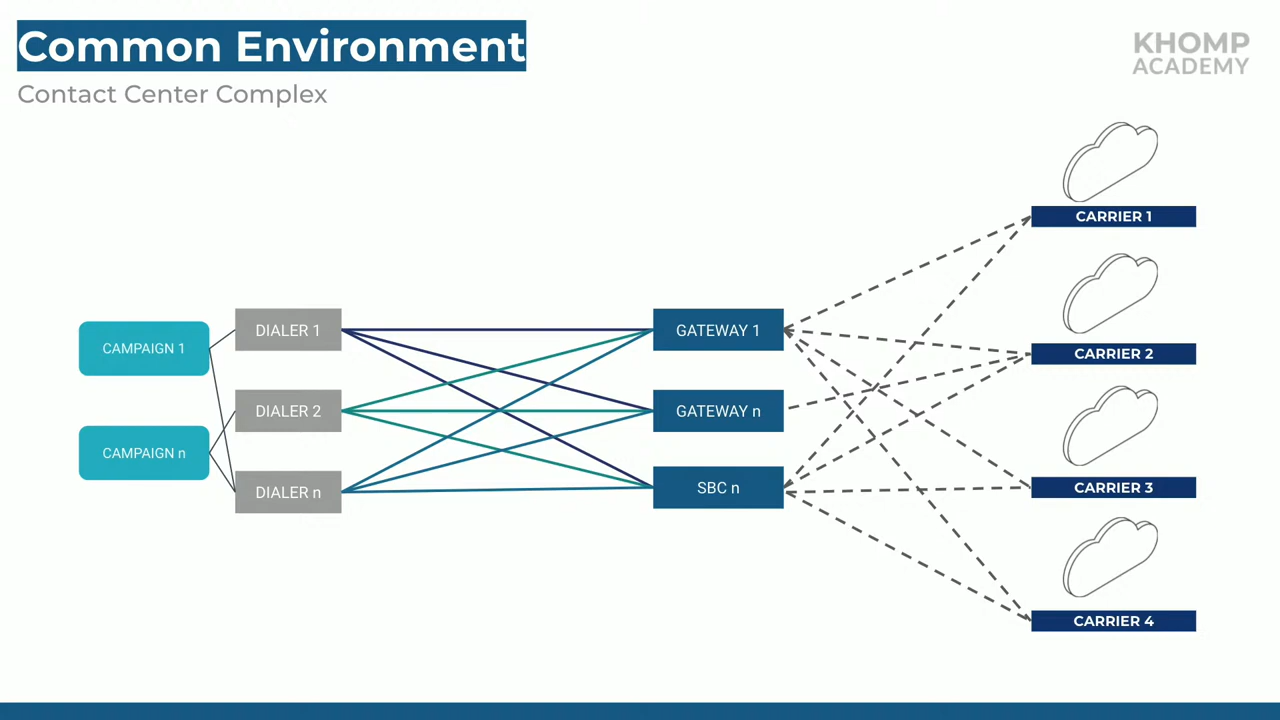 Common Environment
Contact Center Complex
KHOMP
ACADEMY
CARRIER 1
CARRIER 2
CARRIER 3
CARRIER 4
CAMPAIGN 1
CAMPAIGN n
DIALER 1
DIALER 2
DIALER n
GATEWAY 1
GATEWAY n
SBC n